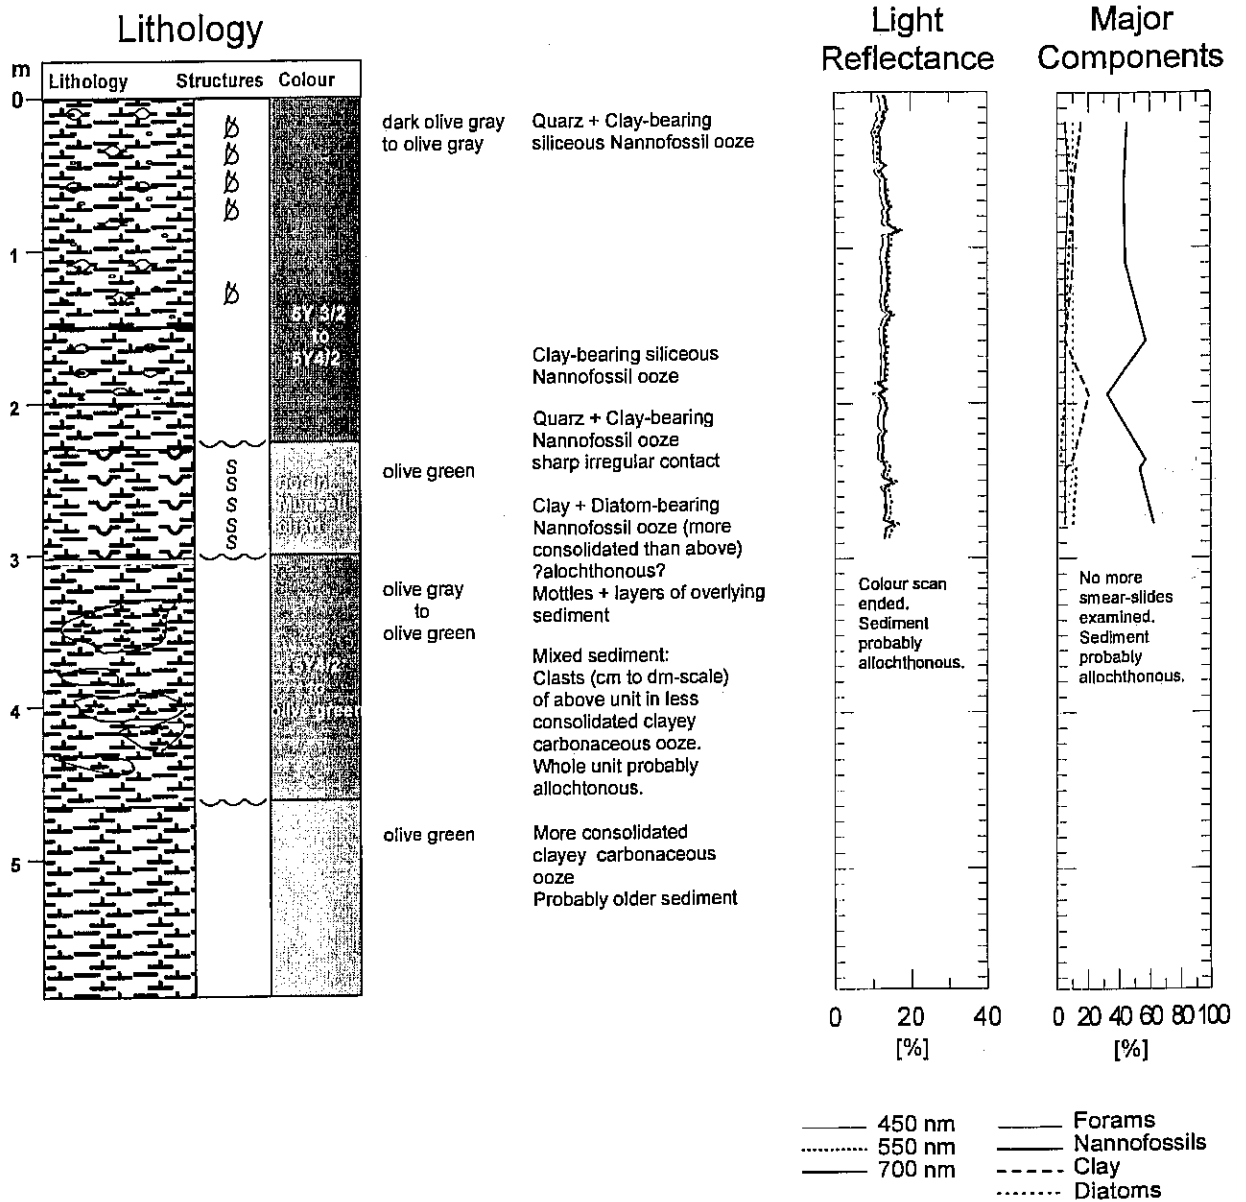 Lithology
Light
Reflectance
Major
Components
m
Lithology Structures Colour
0
1
2
3
4
5
5Y 3/2
to
5Y4/2
S
S
S
S
S
dark olive gray
to olive gray
olive green
olive gray
to
olive green
olive green
Quarz + Clay-bearing
siliceous Nannofossil ooze
Clay-bearing siliceous
Nannofossil ooze
Quarz + Clay-bearing
Nannofossil ooze
sharp irregular contact
Clay + Diatom-bearing
Nannofossil ooze (more
consolidated than above)
?alochthonous?
Mottles + layers of overlying
sediment
Mixed sediment:
Clasts (cm to dm-scale)
of above unit in less
consolidated clayey
carbonaceous ooze.
Whole unit probably
allochtonous.
More consolidated
clayey carbonaceous
ooze
Probably older sediment
Colour scan
ended.
Sediment
probably
allochthonous.
No more
smear-slides
examined.
Sediment
probably
allochthonous.
0 20 40
[%]
0 20 40 60 80 100
[%]
450 nm
550 nm
700 nm
Forams
Nannofossils
Clay
Diatoms